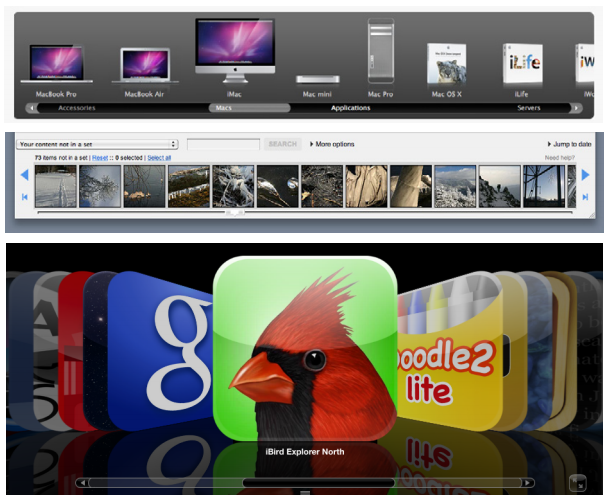 MacBook Pro MacBook Air iMac Mac mini Mac Pro Mac OS X iLife
Accessories Macs Applications Servers
Your content not in a set SEARCH More options Jump to date
73 items not in a set | Reset :: 0 selected | Select all Need help?
g
doodle2
lite
iBird Explorer North